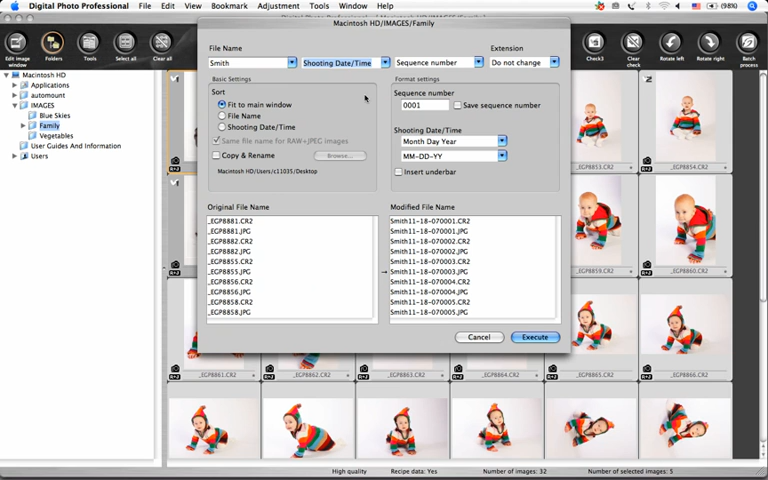 Digital Photo Professional File Edit View Bookmark Adjustment Tools Window Help (98%)
Macintosh HD/IMAGES/Family
Edit image window
Folders
Tools
Select all
Clear all
Check3
Clear check
Rotate left
Rotate right
Batch process
Macintosh HD
Applications
automount
IMAGES
Blue Skies
Family
Vegetables
User Guides And Information
Users
File Name
Extension
Smith
Shooting Date/Time
Sequence number
Do not change
Basic Settings
Sort
Fit to main window
File Name
Shooting Date/Time
Same file name for RAW+JPEG images
Copy & Rename
Browse...
Macintosh HD/Users/c11035/Desktop
Format settings
Sequence number
0001
Save sequence number
Shooting Date/Time
Month Day Year
MM-DD-YY
Insert underbar
Original File Name
_EGP8881.CR2
_EGP8881.JPG
_EGP8882.CR2
_EGP8882.JPG
_EGP8855.CR2
_EGP8855.JPG
_EGP8856.CR2
_EGP8856.JPG
_EGP8858.CR2
_EGP8858.JPG
Modified File Name
Smith11-18-070001.CR2
Smith11-18-070001.JPG
Smith11-18-070002.CR2
Smith11-18-070002.JPG
Smith11-18-070003.CR2
Smith11-18-070003.JPG
Smith11-18-070004.CR2
Smith11-18-070004.JPG
Smith11-18-070005.CR2
Smith11-18-070005.JPG
Cancel
Execute
_EGP8853.CR2
_EGP8854.CR2
_EGP8859.CR2
_EGP8860.CR2
_EGP8862.CR2
_EGP8863.CR2
_EGP8864.CR2
_EGP8865.CR2
_EGP8866.CR2
High quality Recipe data: Yes Number of images: 32 Number of selected images: 5